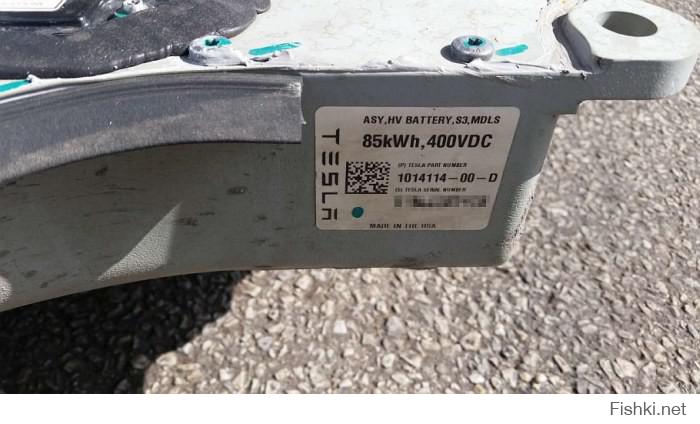 ASY,HV BATTERY,S3,MDLS
85kWh,400VDC
(P) TESLA PART NUMBER
1014114-00-D
(S) TESLA SERIAL NUMBER
MADE IN THE USA
TESLA
Fishki.net